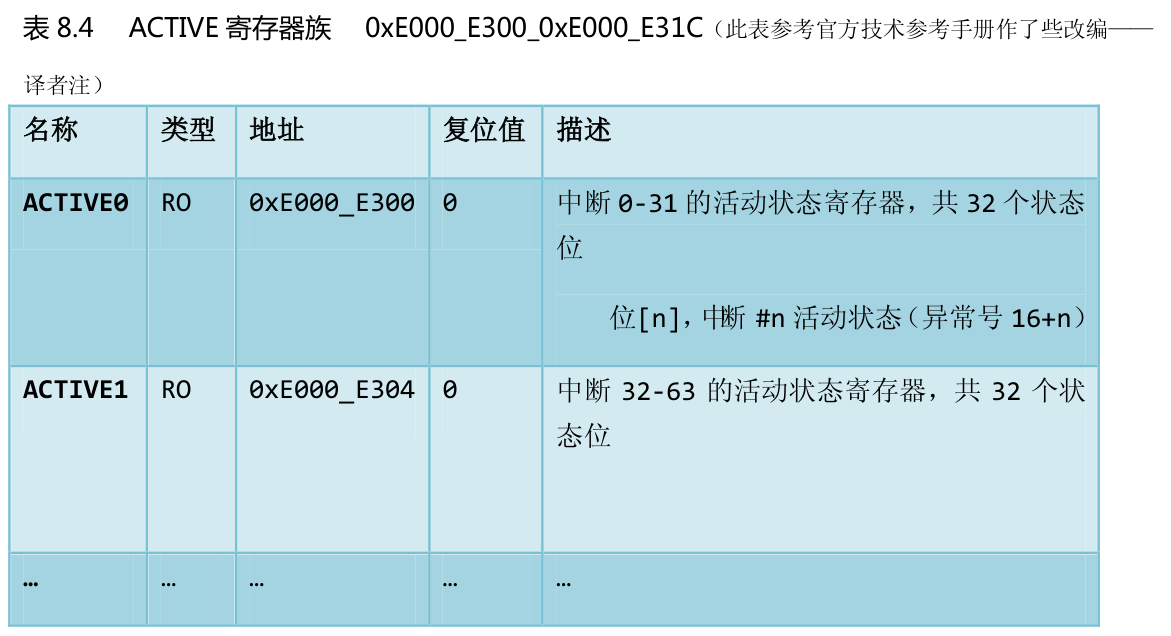 表 8.4 ACTIVE 寄存器族 0xE000_E300_0xE000_E31C（此表参考官方技术参考手册作了些改编——
译者注）
名称 类型 地址 复位值 描述
ACTIVE0 RO 0xE000_E300 0 中断 0-31 的活动状态寄存器，共 32 个状态
位
位[n]，中断 #n 活动状态（异常号 16+n）
ACTIVE1 RO 0xE000_E304 0 中断 32-63 的活动状态寄存器，共 32 个状
态位
… … … … …